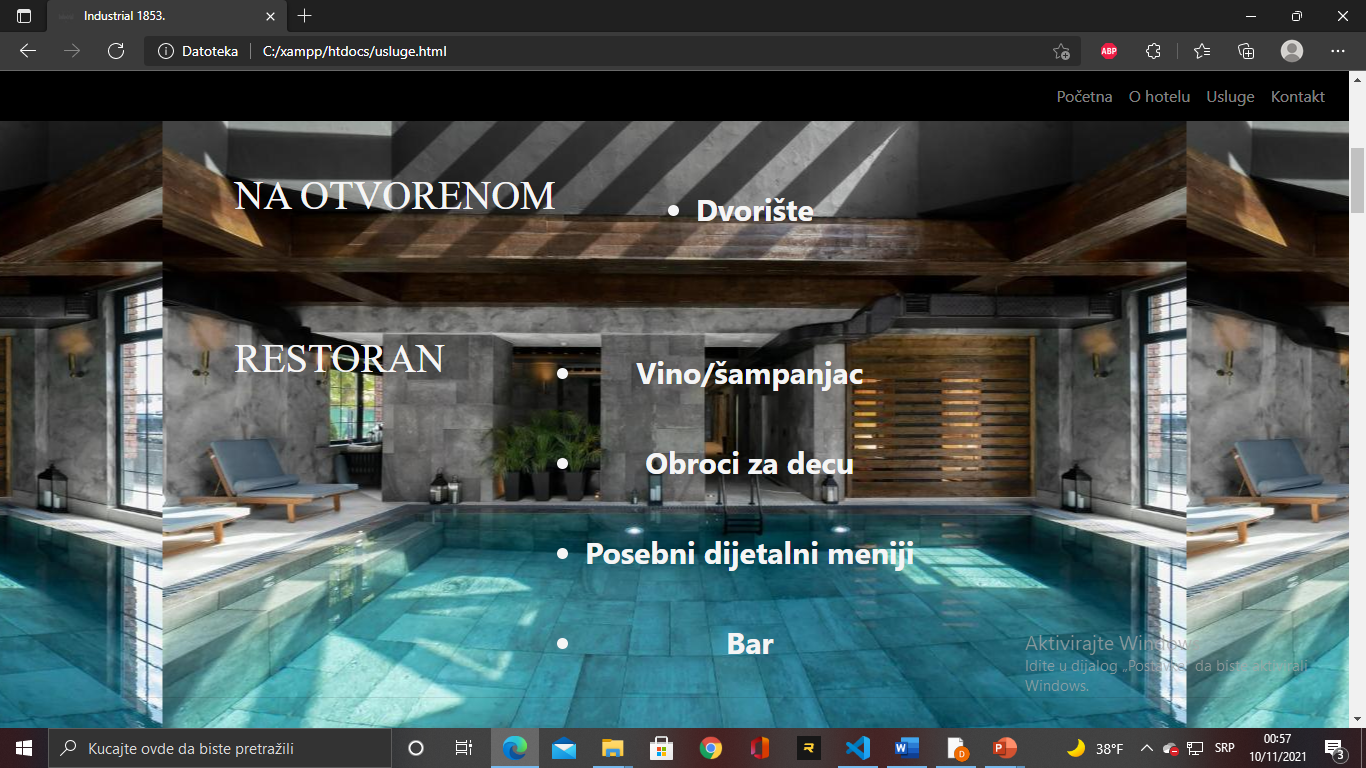 Industrial 1853.
Datoteka
C:/xampp/htdocs/usluge.html
ABP
Početna O hotelu Usluge Kontakt
NA OTVORENOM
Dvorište
RESTORAN
Vino/šampanjac
Obroci za decu
Posebni dijetalni meniji
Bar
Aktivirajte Windows
Idite u dijalog „Postavke“ da biste aktivirali
Windows.
Kucajte ovde da biste pretražili
38°F
SRP
00:57
10/11/2021
3